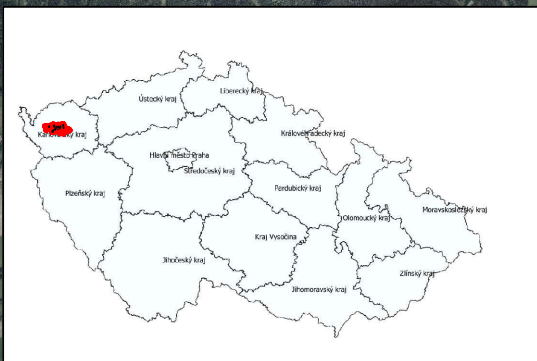 Liberecký kraj
Ústecký kraj
Karlovarský kraj
Královéhradecký kraj
Hlavní město Praha
Středočeský kraj
Plzeňský kraj
Pardubický kraj
Moravskoslezský kraj
Olomoucký kraj
Kraj Vysočina
Jihočeský kraj
Zlínský kraj
Jihomoravský kraj